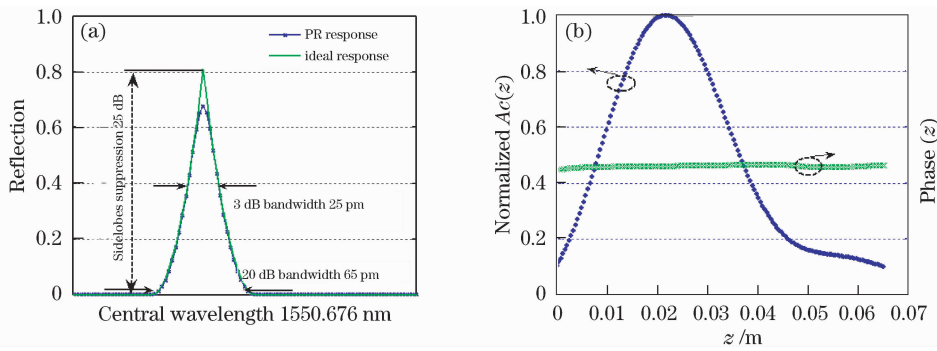 (a)
PR response
ideal response
1.0
0.8
0.6
0.4
0.2
0
Reflection
Sidelobes suppression 25 dB
3 dB bandwidth 25 pm
20 dB bandwidth 65 pm
Central wavelength 1550.676 nm
(b)
1.0
0.8
0.6
0.4
0.2
0
Normalized Ac(z)
Phase (z)
0 0.01 0.02 0.03 0.04 0.05 0.06 0.07
z /m